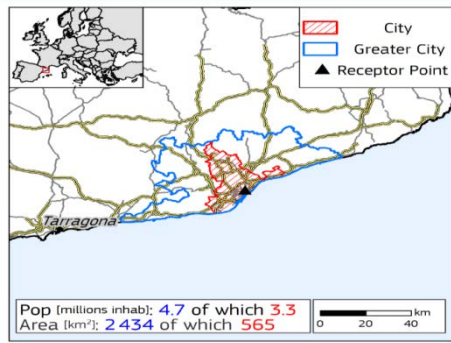 City
Greater City
Receptor Point
Tarragona
Pop [millions inhab]: 4.7 of which 3.3
Area [km²]: 2 434 of which 565
km
0 20 40